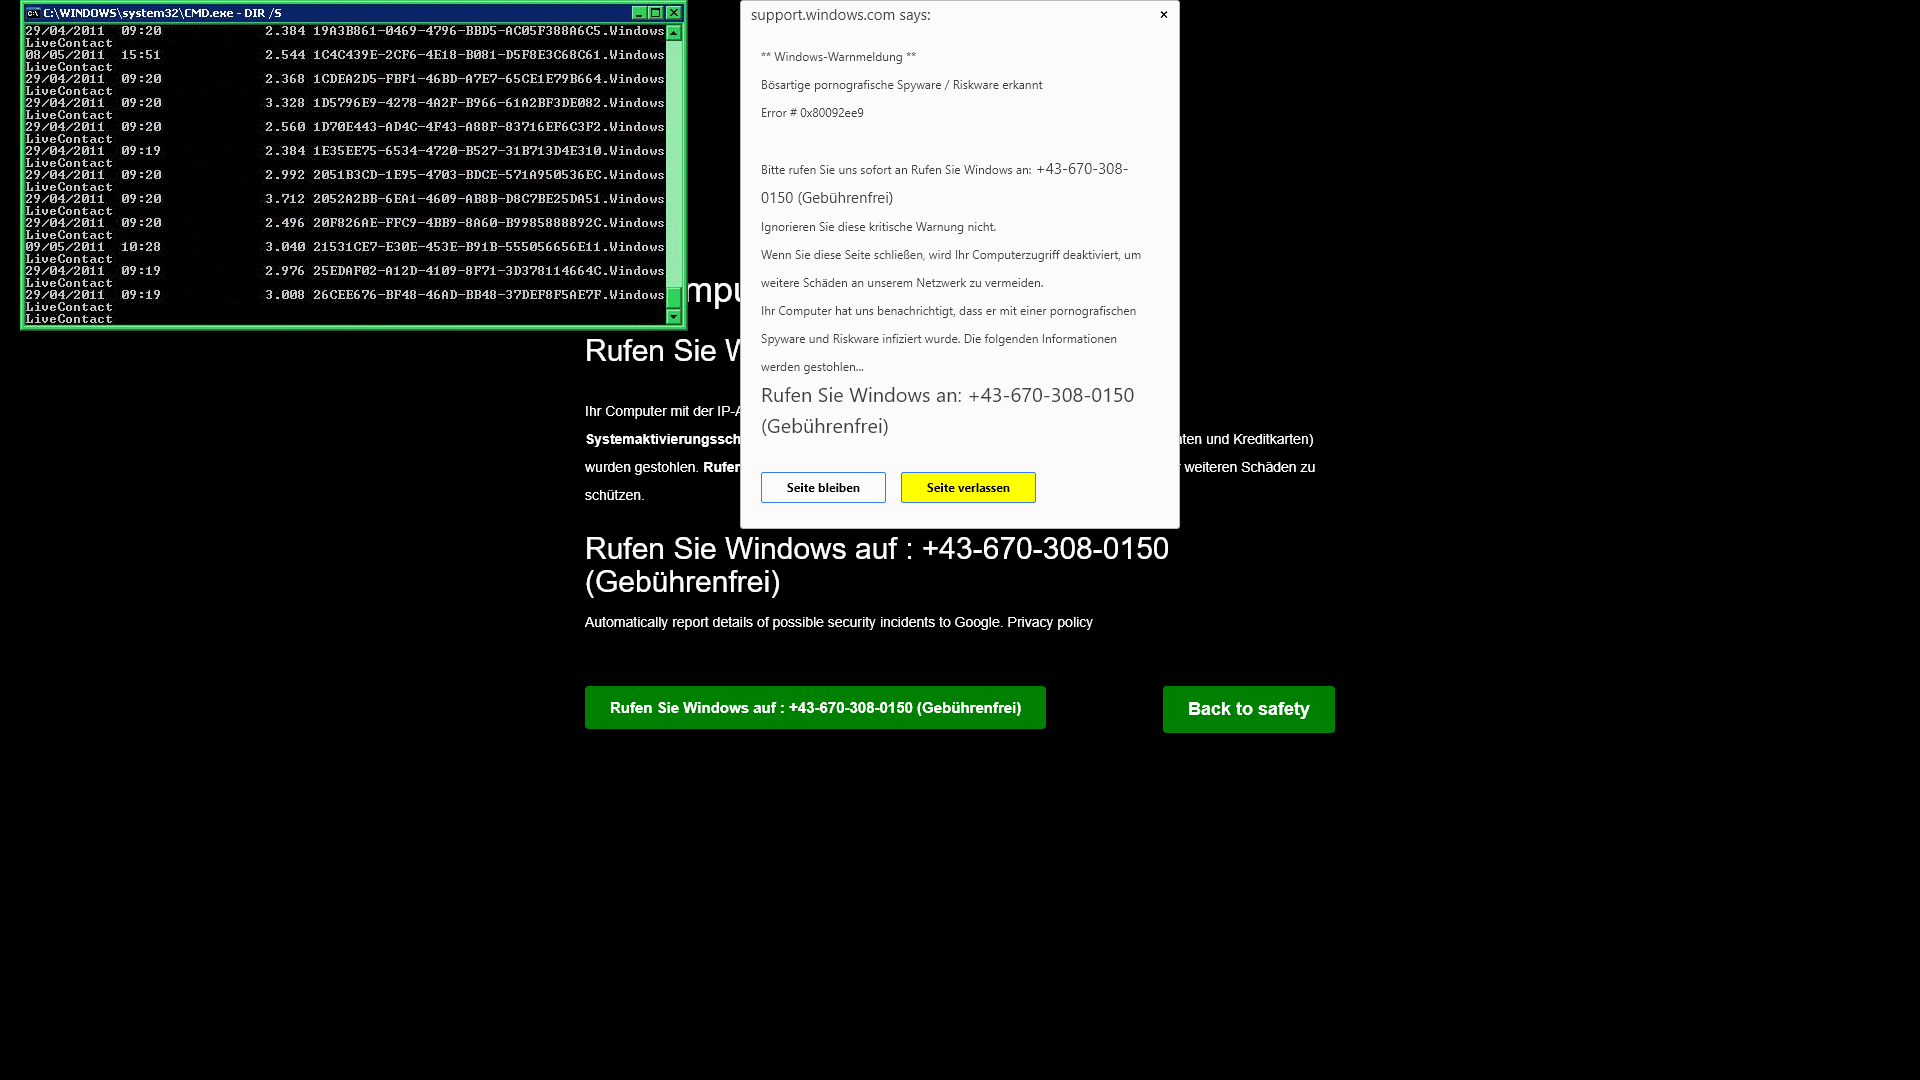 C:\WINDOWS\system32\CMD.exe - DIR /S
29/04/2011 09:20 2.384 19A3B861-0469-4796-BBD5-AC05F388A6C5.Windows
LiveContact
08/05/2011 15:51 2.544 1C4C439E-2CF6-4E18-B081-D5F8E3C68C61.Windows
LiveContact
29/04/2011 09:20 2.368 1CDEA2D5-FBF1-46BD-A7E7-65CE1E79B664.Windows
LiveContact
29/04/2011 09:20 3.328 1D5796E9-4278-4A2F-B966-61A2BF3DE082.Windows
LiveContact
29/04/2011 09:20 2.560 1D70E443-AD4C-4F43-A88F-83716EF6C3F2.Windows
LiveContact
29/04/2011 09:19 2.384 1E35EE75-6534-4720-B527-31B713D4E310.Windows
LiveContact
29/04/2011 09:20 2.992 2051B3CD-1E95-4703-BDCE-571A950536EC.Windows
LiveContact
29/04/2011 09:20 3.712 2052A2BB-6EA1-4609-AB8B-D8C7BE25DA51.Windows
LiveContact
29/04/2011 09:20 2.496 20F826AE-FFC9-4BB9-8A60-B9985888892C.Windows
LiveContact
09/05/2011 10:28 3.040 21531CE7-E30E-453E-B91B-555056656E11.Windows
LiveContact
29/04/2011 09:19 2.976 25EDAF02-A12D-4109-8F71-3D378114664C.Windows
LiveContact
29/04/2011 09:19 3.008 26CEE676-BF48-46AD-BB48-37DEF8F5AE7F.Windows
LiveContact
LiveContact
support.windows.com says:
** Windows-Warnmeldung **
Bösartige pornografische Spyware / Riskware erkannt
Error # 0x80092ee9
Bitte rufen Sie uns sofort an Rufen Sie Windows an: +43-670-308-
0150 (Gebührenfrei)
Ignorieren Sie diese kritische Warnung nicht.
Wenn Sie diese Seite schließen, wird Ihr Computerzugriff deaktiviert, um
weitere Schäden an unserem Netzwerk zu vermeiden.
Ihr Computer hat uns benachrichtigt, dass er mit einer pornografischen
Spyware und Riskware infiziert wurde. Die folgenden Informationen
werden gestohlen...
Rufen Sie Windows an: +43-670-308-0150
(Gebührenfrei)
Seite bleiben
Seite verlassen
Rufen Sie
Ihr Computer mit der
und Kreditkarten)
wurden gestohlen. Rufen weiteren Schäden zu
schützen.
Rufen Sie Windows auf : +43-670-308-0150
(Gebührenfrei)
Automatically report details of possible security incidents to Google. Privacy policy
Rufen Sie Windows auf : +43-670-308-0150 (Gebührenfrei)
Back to safety